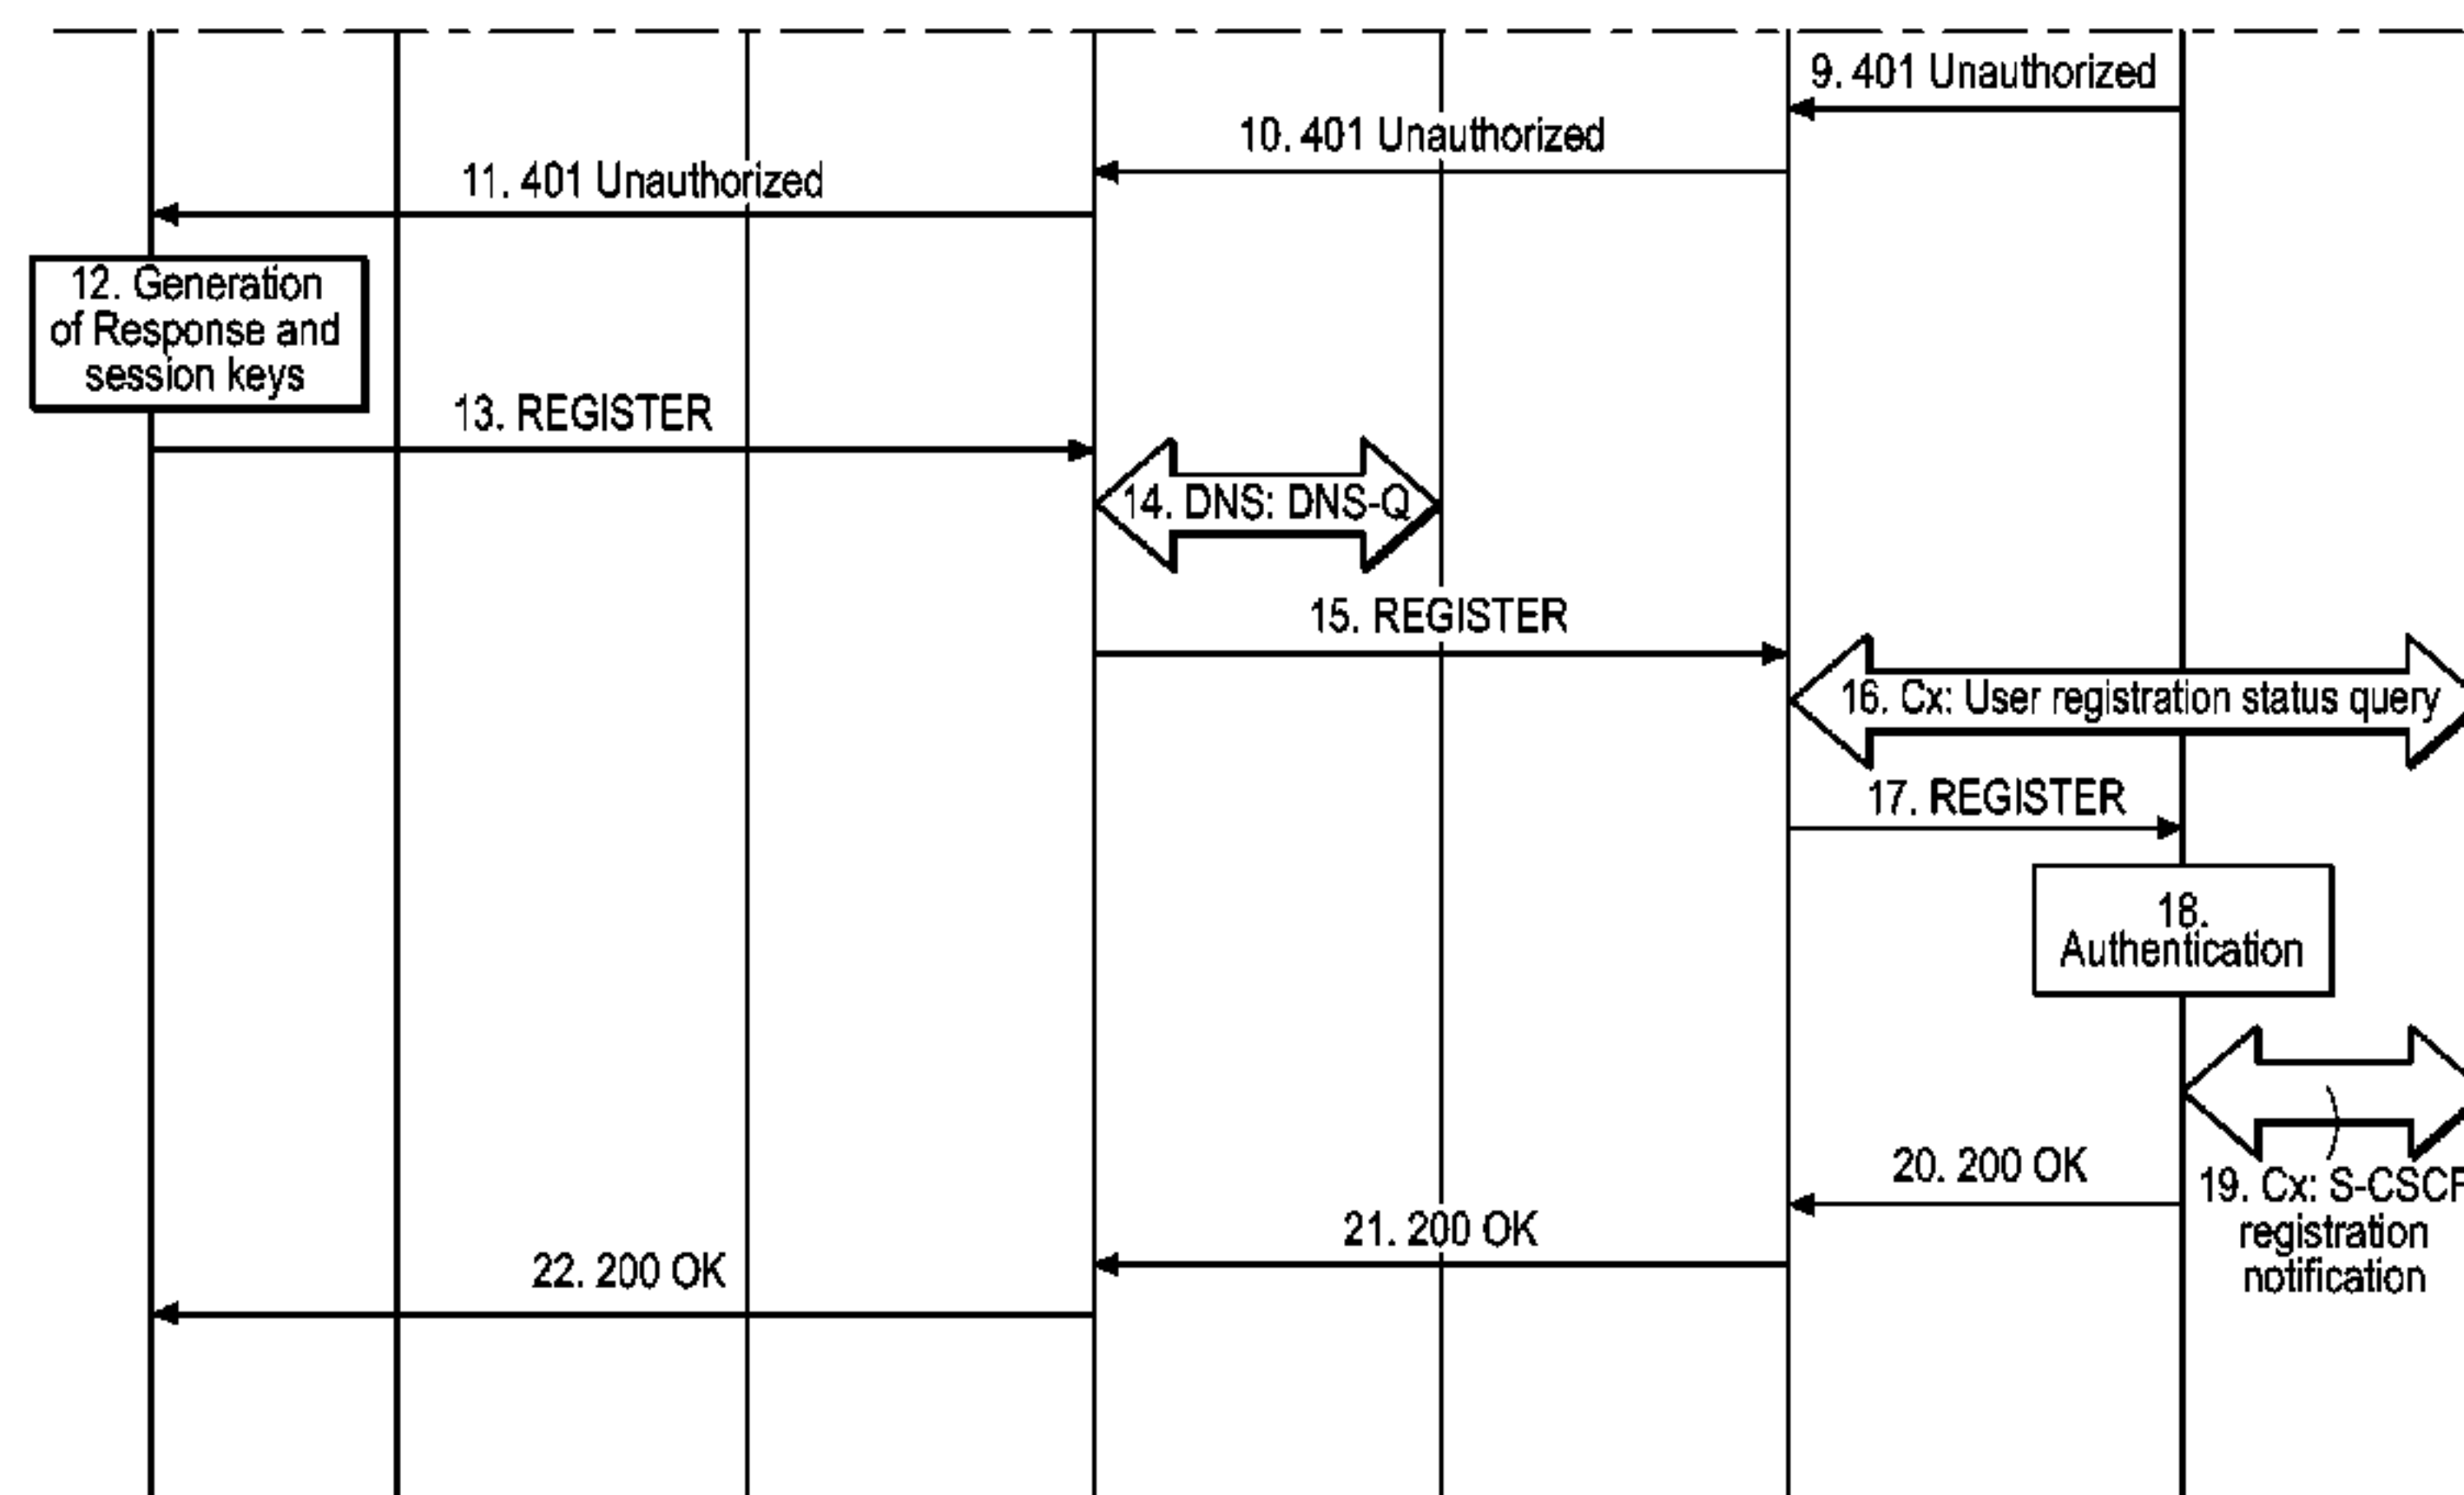 9. 401 Unauthorized
10. 401 Unauthorized
11. 401 Unauthorized
12. Generation
of Response and
session keys
13. REGISTER
14. DNS: DNS-Q
15. REGISTER
16. Cx: User registration status query
17. REGISTER
18.
Authentication
19. Cx: S-CSCF
registration
notification
20. 200 OK
21. 200 OK
22. 200 OK